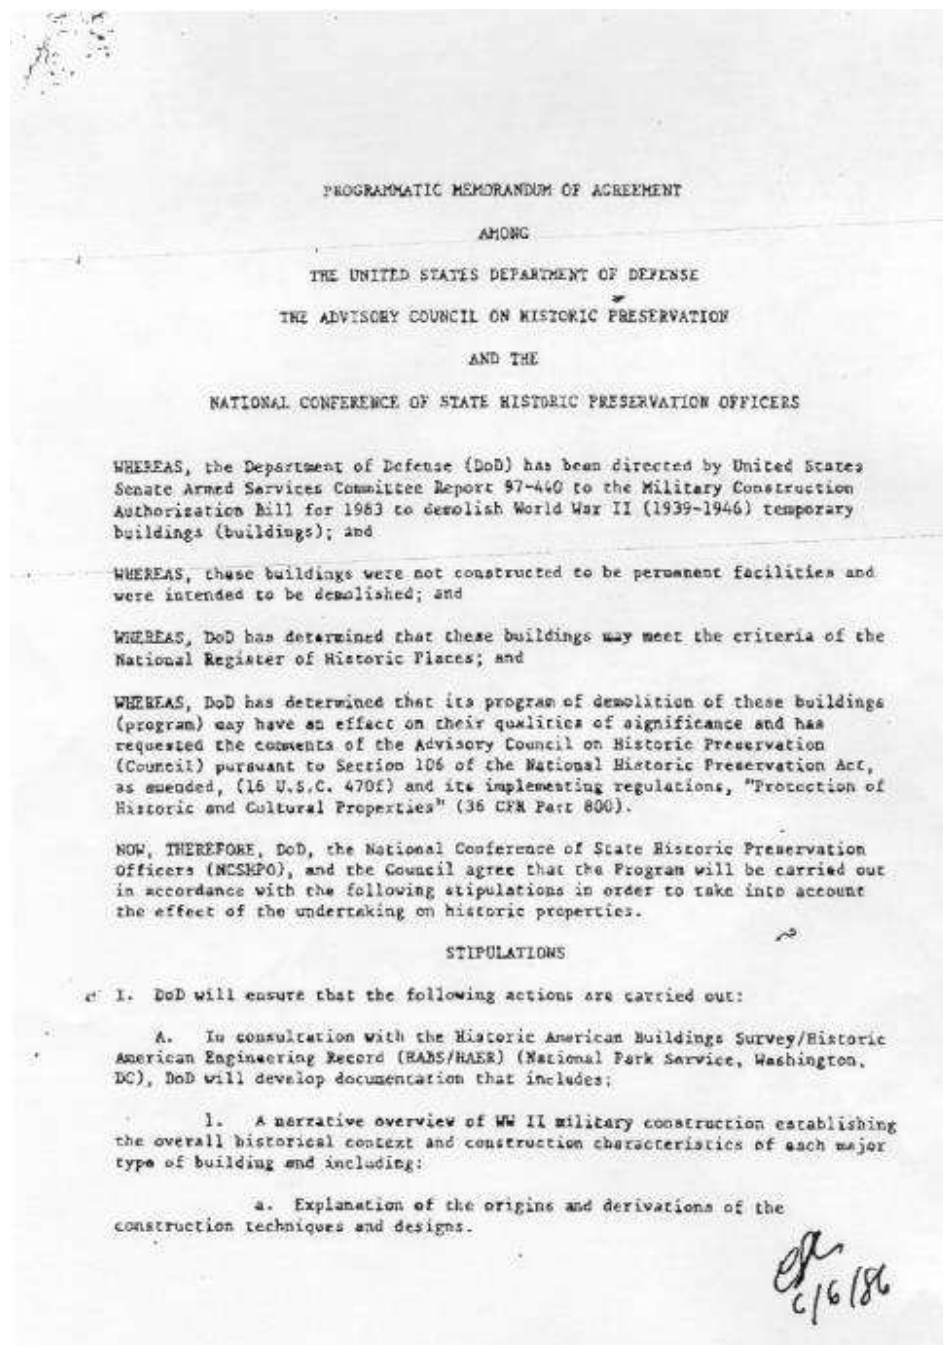 PROGRAMMATIC MEMORANDUM OF AGREEMENT
AMONG
THE UNITED STATES DEPARTMENT OF DEFENSE
THE ADVISORY COUNCIL ON HISTORIC PRESERVATION
AND THE
NATIONAL CONFERENCE OF STATE HISTORIC PRESERVATION OFFICERS
WHEREAS, the Department of Defense (DoD) has been directed by United States
Senate Armed Services Committee Report 97-440 to the Military Construction
Authorization Bill for 1983 to demolish World War II (1939-1946) temporary
buildings (buildings); and
WHEREAS, these buildings were not constructed to be permanent facilities and
were intended to be demolished; and
WHEREAS, DoD has determined that these buildings may meet the criteria of the
National Register of Historic Places; and
WHEREAS, DoD has determined that its program of demolition of these buildings
(program) may have an effect on their qualities of significance and has
requested the comments of the Advisory Council on Historic Preservation
(Council) pursuant to Section 106 of the National Historic Preservation Act,
as amended, (16 U.S.C. 470f) and its implementing regulations, "Protection of
Historic and Cultural Properties" (36 CFR Part 800).
NOW, THEREFORE, DoD, the National Conference of State Historic Preservation
Officers (NCSHPO), and the Council agree that the Program will be carried out
in accordance with the following stipulations in order to take into account
the effect of the undertaking on historic properties.
STIPULATIONS
I. DoD will ensure that the following actions are carried out:
A. In consultation with the Historic American Buildings Survey/Historic
American Engineering Record (HABS/HAER) (National Park Service, Washington,
DC), DoD will develop documentation that includes:
1. A narrative overview of WW II military construction establishing
the overall historical context and construction characteristics of each major
type of building and including:
a. Explanation of the origins and derivations of the
construction techniques and designs.
6/6/86